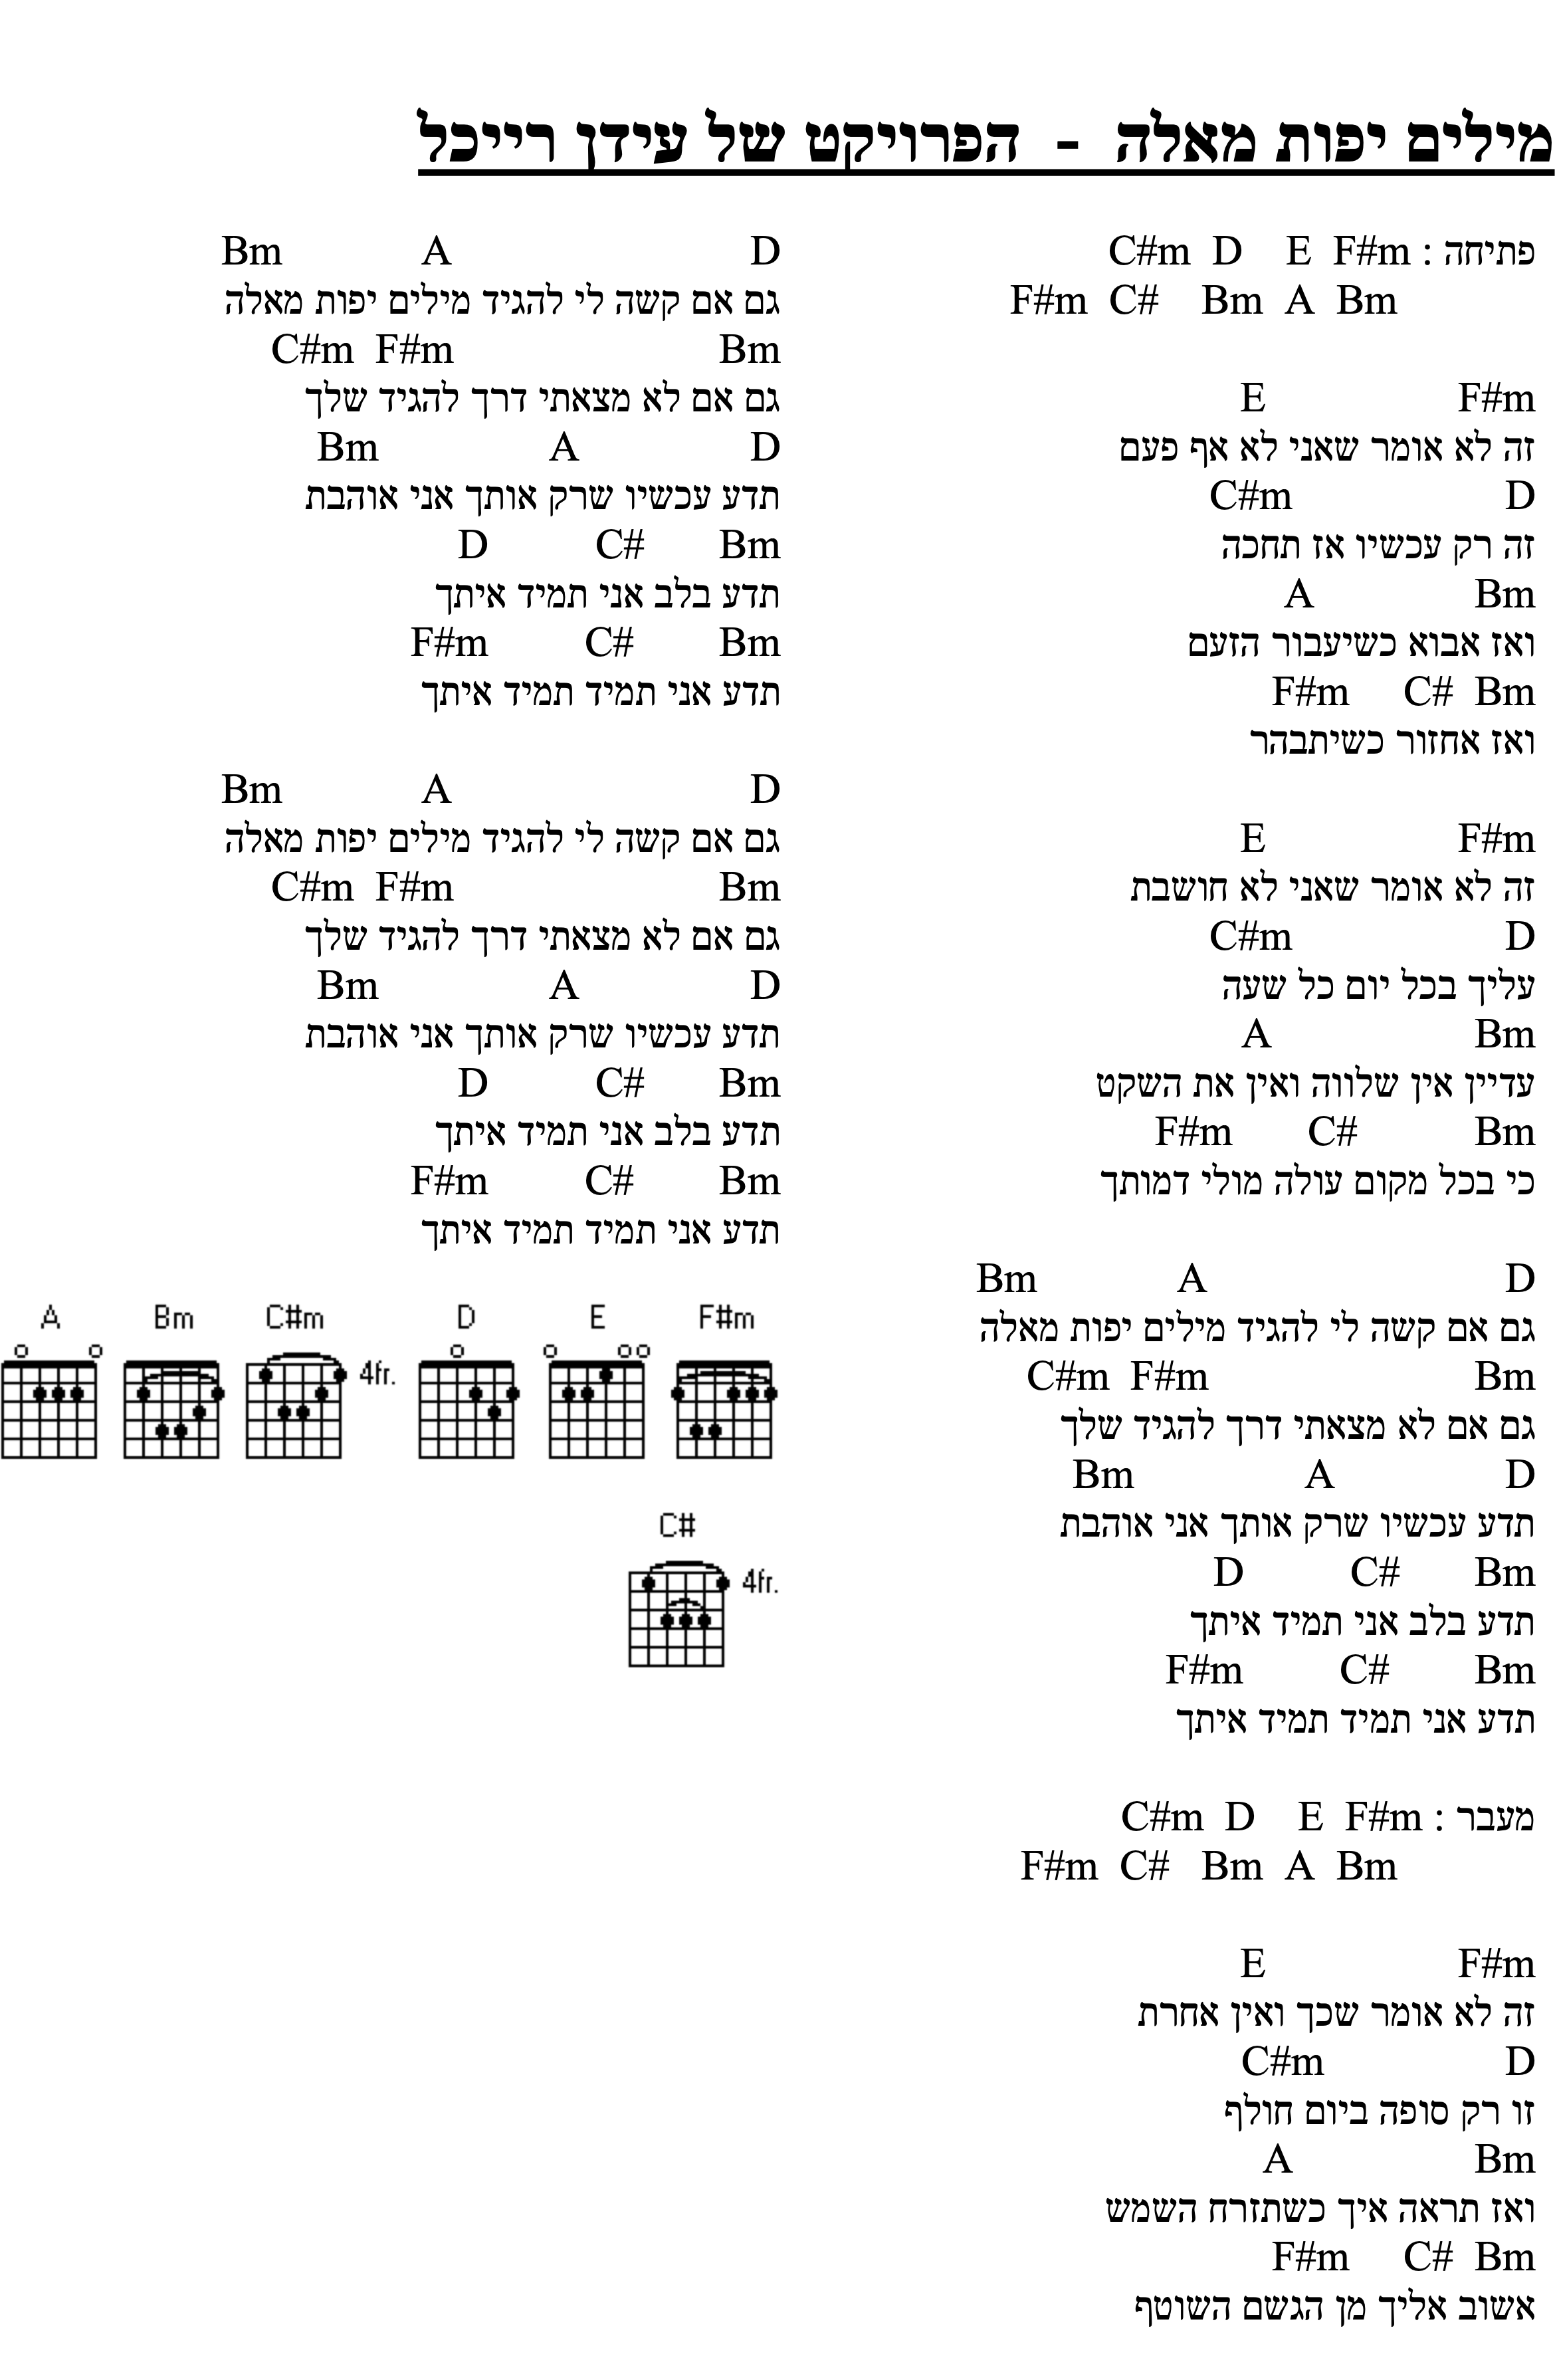 מילים יפות מאלה - הפרויקט של עידן רייכל
פתיחה : F#m E D C#m
Bm A Bm C# F#m
F#m E
זה לא אומר שאני לא אף פעם
D C#m
זה רק עכשיו אז תחכה
Bm A
ואז אבוא כשיעבור הזעם
Bm C# F#m
ואז אחזור כשיתבהר
F#m E
זה לא אומר שאני לא חושבת
D C#m
עליך בכל יום כל שעה
Bm A
עדיין אין שלווה ואין את השקט
Bm C# F#m
כי בכל מקום עולה מולי דמותך
D A Bm
גם אם קשה לי להגיד מילים יפות מאלה
Bm F#m C#m
גם אם לא מצאתי דרך להגיד שלך
D A Bm
תדע עכשיו שרק אותך אני אוהבת
Bm C# D
תדע בלב אני תמיד איתך
Bm C# F#m
תדע אני תמיד תמיד איתך
מעבר : F#m E D C#m
Bm A Bm C# F#m
F#m E
זה לא אומר שכך ואין אחרת
D C#m
זו רק סופה ביום חולף
Bm A
ואז תראה איך כשתזרח השמש
Bm C# F#m
אשוב אליך מן הגשם השוטף
D A Bm
גם אם קשה לי להגיד מילים יפות מאלה
Bm F#m C#m
גם אם לא מצאתי דרך להגיד שלך
D A Bm
תדע עכשיו שרק אותך אני אוהבת
Bm C# D
תדע בלב אני תמיד איתך
Bm C# F#m
תדע אני תמיד תמיד איתך
D A Bm
גם אם קשה לי להגיד מילים יפות מאלה
Bm F#m C#m
גם אם לא מצאתי דרך להגיד שלך
D A Bm
תדע עכשיו שרק אותך אני אוהבת
Bm C# D
תדע בלב אני תמיד איתך
Bm C# F#m
תדע אני תמיד תמיד איתך
A Bm C#m D E F#m
4fr.
C#
4fr.